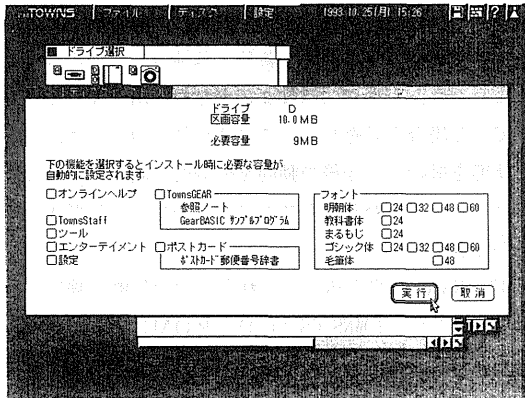 TOWNS ファイル ディスク 設定 1993.10.25(月) 15:26
ドライブ選択
ドライブ D
区画容量 10.0MB
必要容量 9MB
下の機能を選択するとインストール時に必要な容量が
自動的に設定されます
□オンラインヘルプ
□TownsStaff
□ツール
□エンターテイメント
□設定
□TownsGEAR
参照ノート
GearBASIC サンプルプログラム
□ポストカード
ポストカード郵便番号辞書
フォント
明朝体 □24 □32 □48 □60
教科書体 □24
まるもじ □24
ゴシック体 □24 □32 □48 □60
毛筆体 □48
実行 取消